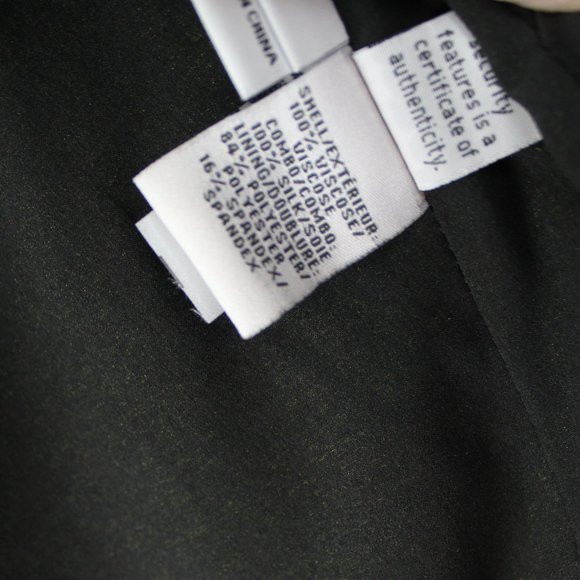 CHINA
security
features is a
certificate of
authenticity.
SHELL/EXTÉRIEUR:
100% VISCOSE/
VISCOSE
COMBO/COMBO:
100% SILK/SOIE
LINING/DOUBLURE:
84% POLYESTER/
POLYESTER
16% SPANDEX/
SPANDEX